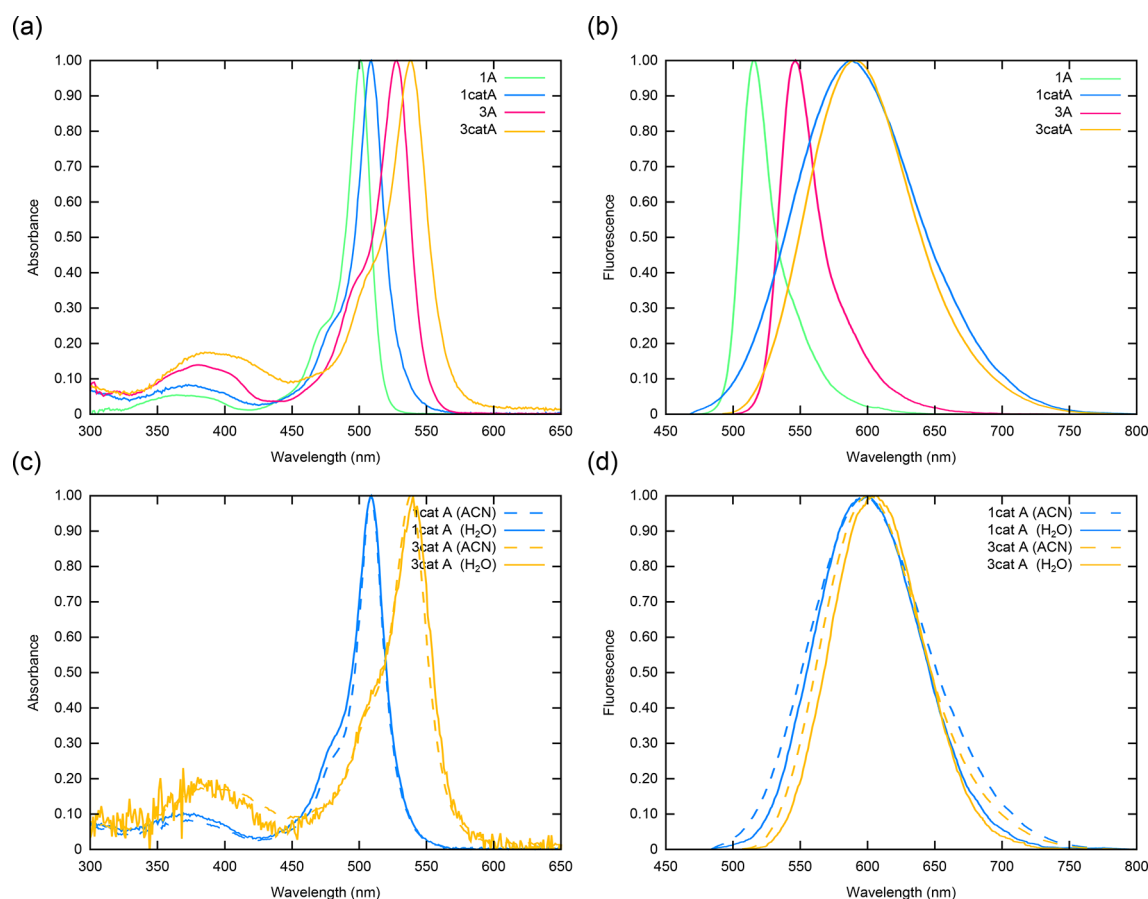 (a)
1.00
0.90
0.80
0.70
0.60
0.50
0.40
0.30
0.20
0.10
0
Absorbance
300 350 400 450 500 550 600 650
Wavelength (nm)
1A
1catA
3A
3catA
(b)
1.00
0.90
0.80
0.70
0.60
0.50
0.40
0.30
0.20
0.10
0
Fluorescence
450 500 550 600 650 700 750 800
Wavelength (nm)
1A
1catA
3A
3catA
(c)
1.00
0.90
0.80
0.70
0.60
0.50
0.40
0.30
0.20
0.10
0
Absorbance
300 350 400 450 500 550 600 650
Wavelength (nm)
1cat A (ACN)
1cat A (H₂O)
3cat A (ACN)
3cat A (H₂O)
(d)
1.00
0.90
0.80
0.70
0.60
0.50
0.40
0.30
0.20
0.10
0
Fluorescence
450 500 550 600 650 700 750 800
Wavelength (nm)
1cat A (ACN)
1cat A (H₂O)
3cat A (ACN)
3cat A (H₂O)